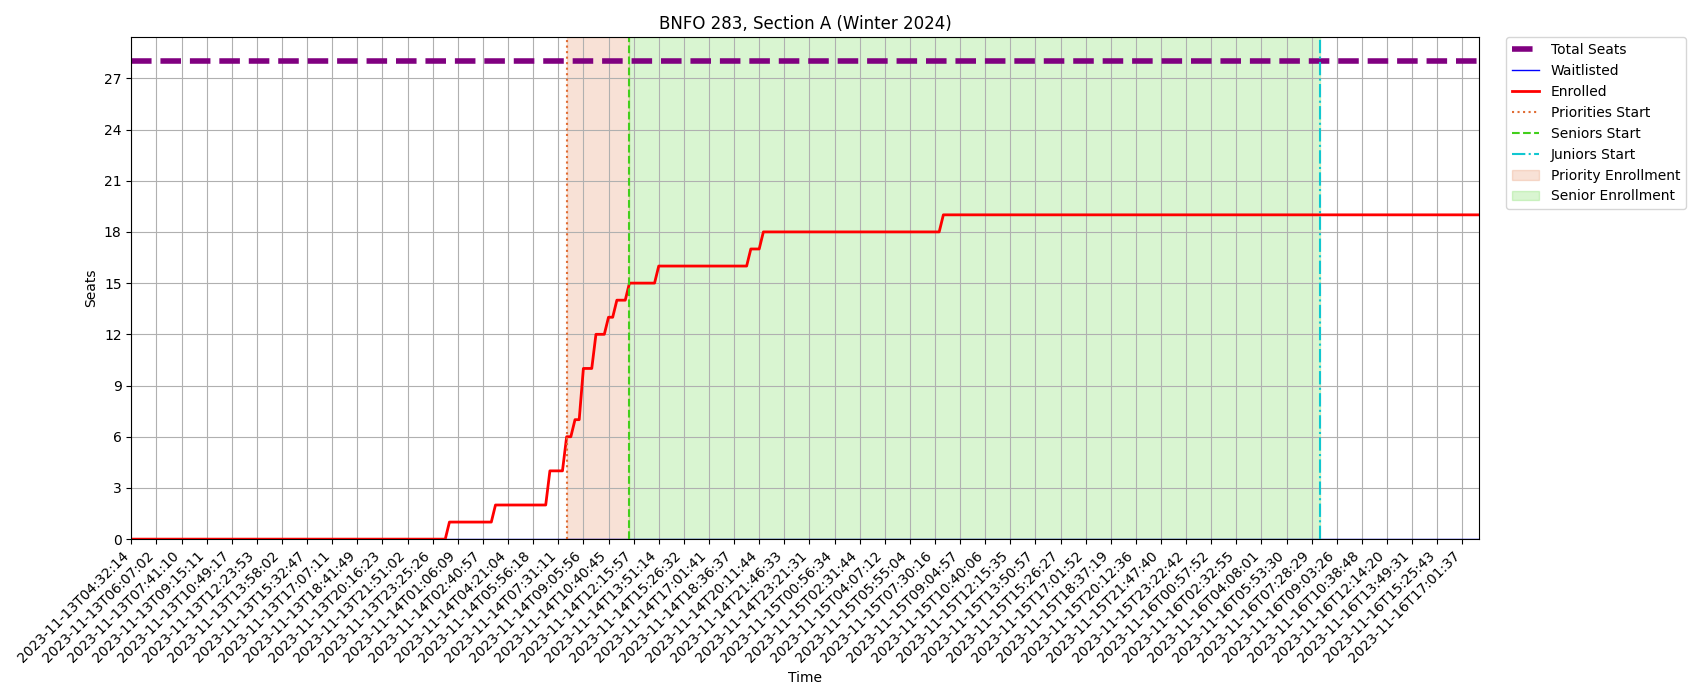 BNFO 283, Section A (Winter 2024)
Total Seats
Waitlisted
Enrolled
Priorities Start
Seniors Start
Juniors Start
Priority Enrollment
Senior Enrollment
Seats
27
24
21
18
15
12
9
6
3
0
2023-11-13T04:32:14
2023-11-13T06:07:02
2023-11-13T07:41:10
2023-11-13T09:15:11
2023-11-13T10:49:17
2023-11-13T12:23:53
2023-11-13T13:58:02
2023-11-13T15:32:47
2023-11-13T17:07:11
2023-11-13T18:41:49
2023-11-13T20:16:23
2023-11-13T21:51:02
2023-11-13T23:25:26
2023-11-14T01:06:09
2023-11-14T02:40:57
2023-11-14T04:21:04
2023-11-14T05:56:18
2023-11-14T07:31:11
2023-11-14T09:05:56
2023-11-14T10:40:45
2023-11-14T12:15:57
2023-11-14T13:51:14
2023-11-14T15:26:32
2023-11-14T17:01:41
2023-11-14T18:36:37
2023-11-14T20:11:44
2023-11-14T21:46:33
2023-11-14T23:21:31
2023-11-15T00:56:34
2023-11-15T02:31:44
2023-11-15T04:07:12
2023-11-15T05:55:04
2023-11-15T07:30:16
2023-11-15T09:04:57
2023-11-15T10:40:06
2023-11-15T12:15:35
2023-11-15T13:50:57
2023-11-15T15:26:27
2023-11-15T17:01:52
2023-11-15T18:37:19
2023-11-15T20:12:36
2023-11-15T21:47:40
2023-11-15T23:22:42
2023-11-16T00:57:52
2023-11-16T02:32:55
2023-11-16T04:08:01
2023-11-16T05:53:30
2023-11-16T07:28:29
2023-11-16T09:03:26
2023-11-16T10:38:48
2023-11-16T12:14:20
2023-11-16T13:49:31
2023-11-16T15:25:43
2023-11-16T17:01:37
Time